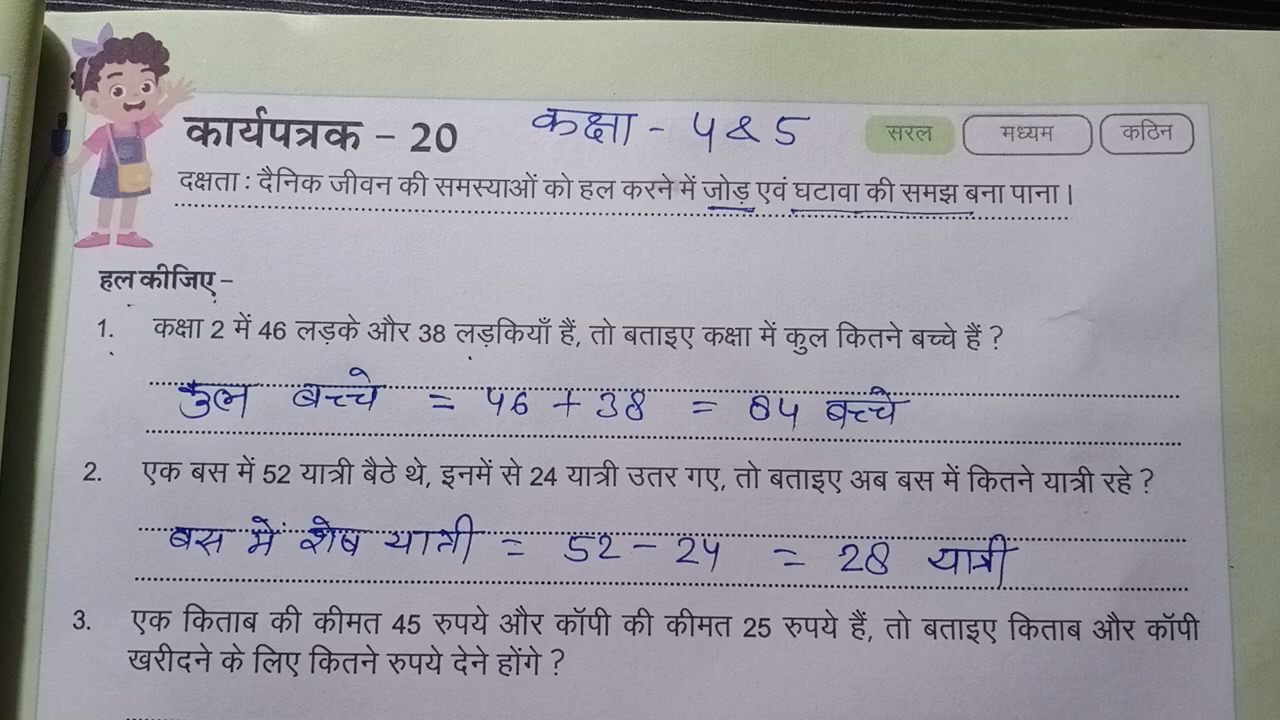 कार्यपत्रक – 20 कक्षा - 4 & 5 सरल मध्यम कठिन
दक्षता : दैनिक जीवन की समस्याओं को हल करने में जोड़ एवं घटावा की समझ बना पाना ।
हल कीजिए –
1. कक्षा 2 में 46 लड़के और 38 लड़कियाँ हैं, तो बताइए कक्षा में कुल कितने बच्चे हैं ?
कुल बच्चे = 46 + 38 = 84 बच्चे
2. एक बस में 52 यात्री बैठे थे, इनमें से 24 यात्री उतर गए, तो बताइए अब बस में कितने यात्री रहे ?
बस में शेष यात्री = 52 - 24 = 28 यात्री
3. एक किताब की कीमत 45 रुपये और कॉपी की कीमत 25 रुपये हैं, तो बताइए किताब और कॉपी
खरीदने के लिए कितने रुपये देने होंगे ?